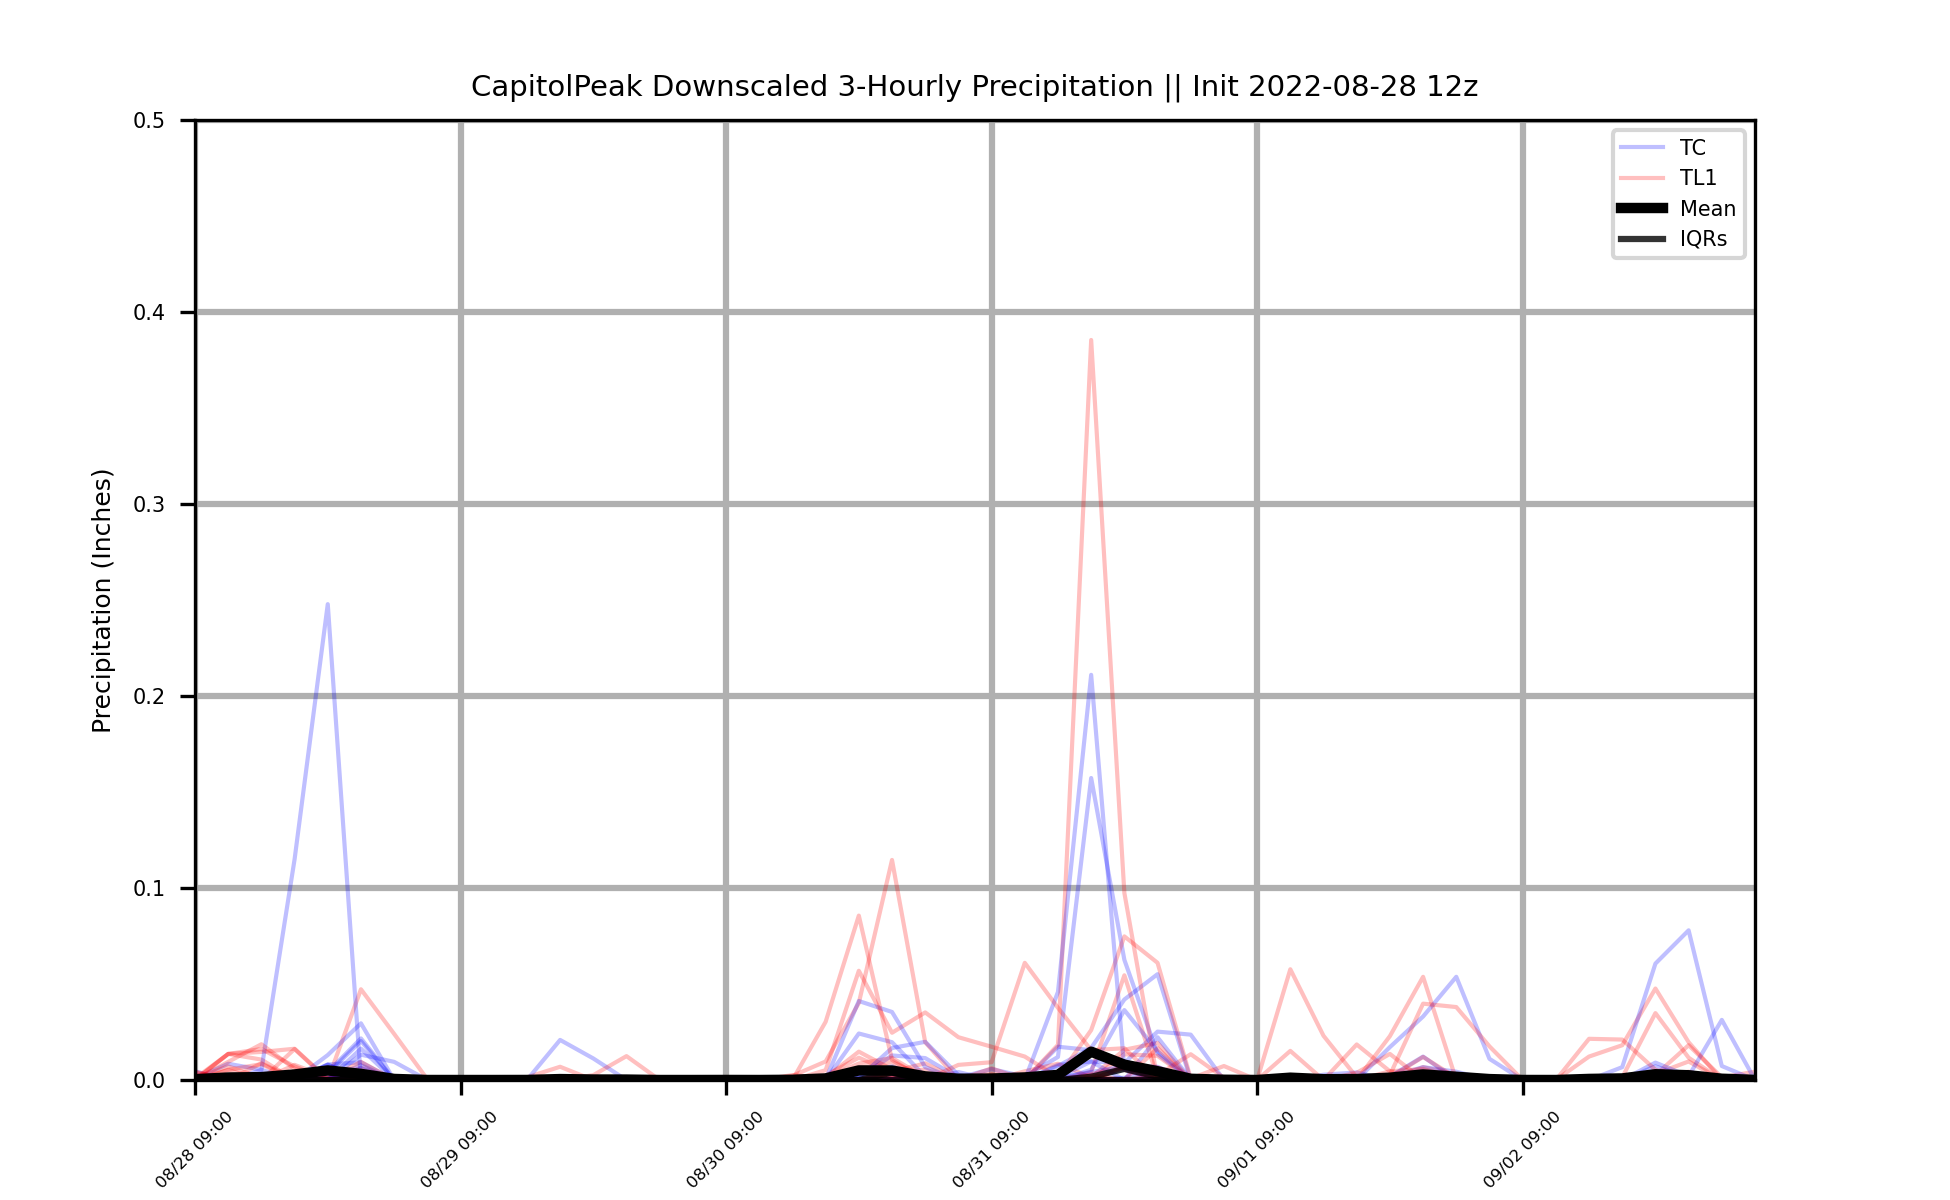 CapitolPeak Downscaled 3-Hourly Precipitation || Init 2022-08-28 12z
TC
TL1
Mean
IQRs
Precipitation (Inches)
0.5
0.4
0.3
0.2
0.1
0.0
08/28 09:00
08/29 09:00
08/30 09:00
08/31 09:00
09/01 09:00
09/02 09:00